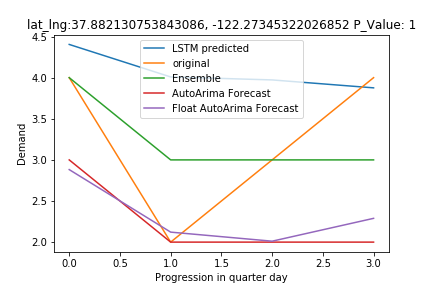 lat_lng:37.882130753843086, -122.27345322026852 P_Value: 1
4.5
4.0
3.5
3.0
2.5
2.0
Demand
LSTM predicted
original
Ensemble
AutoArima Forecast
Float AutoArima Forecast
0.0 0.5 1.0 1.5 2.0 2.5 3.0
Progression in quarter day